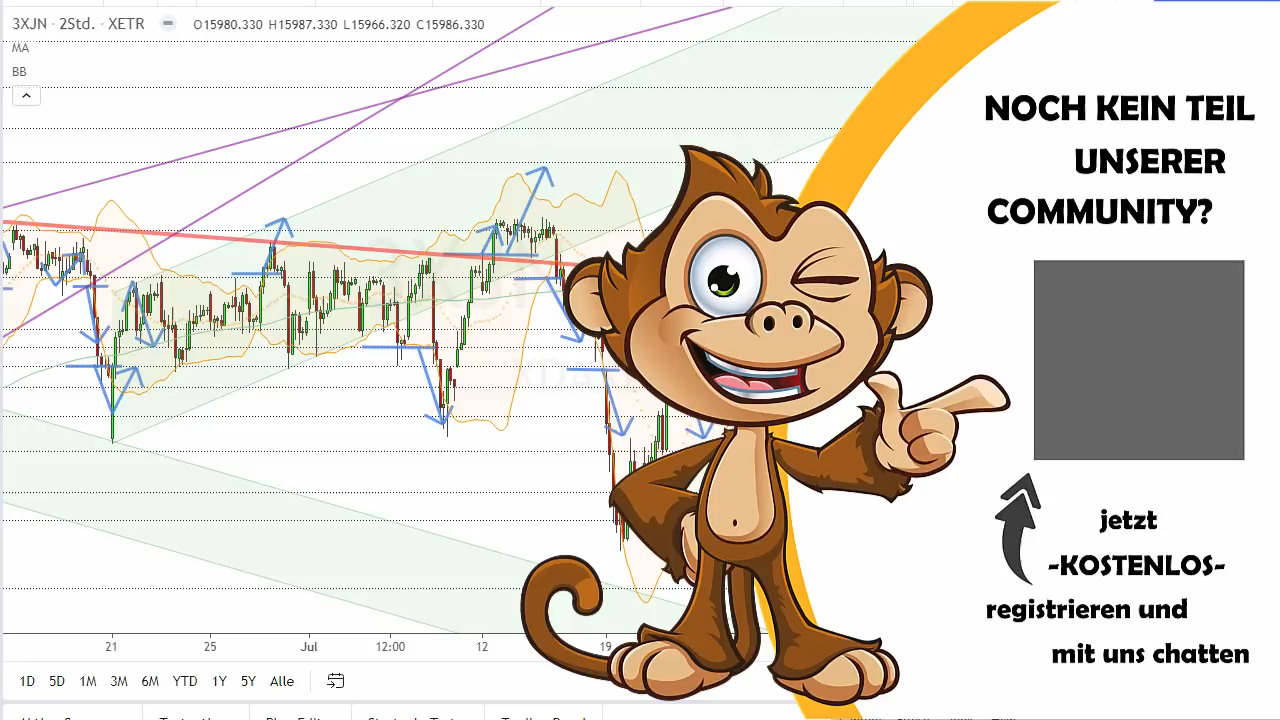 3XJN · 2Std. · XETR O15980.330 H15987.330 L15966.320 C15986.330
MA
BB
NOCH KEIN TEIL
UNSERER
COMMUNITY?
jetzt
-KOSTENLOS-
registrieren und
mit uns chatten
21 25 Jul 12:00 12 19
1D 5D 1M 3M 6M YTD 1Y 5Y Alle